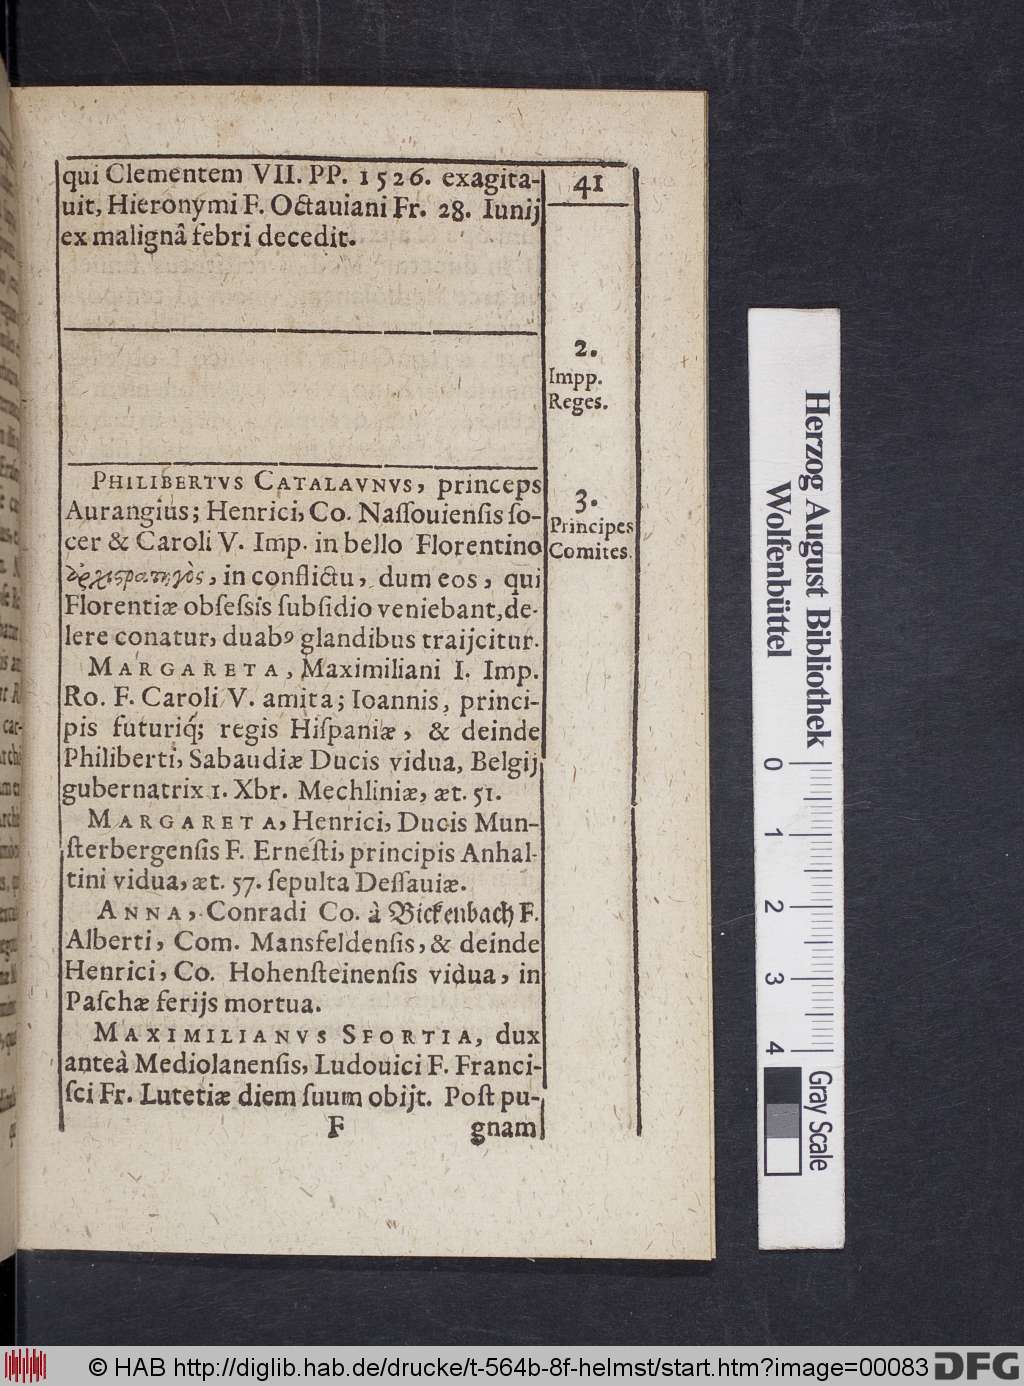 qui Clementem VII. PP. 1526. exagita-
uit, Hieronymi F. Octauiani Fr. 28. Iunij
ex malignâ febri decedit.
41
2.
Impp.
Reges.
3.
Principes
Comites.
PHILIBERTVS CATALAVNVS, princeps
Aurangius; Henrici, Co. Naſſouienſis ſo-
cer & Caroli V. Imp. in bello Florentino
ἀρχιστρατηγὸς, in conflictu, dum eos, qui
Florentiæ obſeſsis ſubſidio veniebant, de-
lere conatur, duabꝰ glandibus traijcitur.
MARGARETA, Maximiliani I. Imp.
Ro. F. Caroli V. amita; Ioannis, princi-
pis futuriq́; regis Hiſpaniæ, & deinde
Philiberti, Sabaudiæ Ducis vidua, Belgij
gubernatrix 1. Xbr. Mechliniæ, æt. 51.
MARGARETA, Henrici, Ducis Mun-
ſterbergenſis F. Erneſti, principis Anhal-
tini vidua, æt. 57. ſepulta Deſſauiæ.
ANNA, Conradi Co. à Bickenbach F.
Alberti, Com. Mansfeldenſis, & deinde
Henrici, Co. Hohenſteinenſis vidua, in
Paſchæ ferijs mortua.
MAXIMILIANVS SFORTIA, dux
anteà Mediolanenſis, Ludouici F. Franci-
ſci Fr. Lutetiæ diem ſuum obijt. Poſt pu-
F gnam
Herzog August Bibliothek
Wolfenbüttel
0 1 2 3 4
Gray Scale
© HAB http://diglib.hab.de/drucke/t-564b-8f-helmst/start.htm?image=00083
DFG